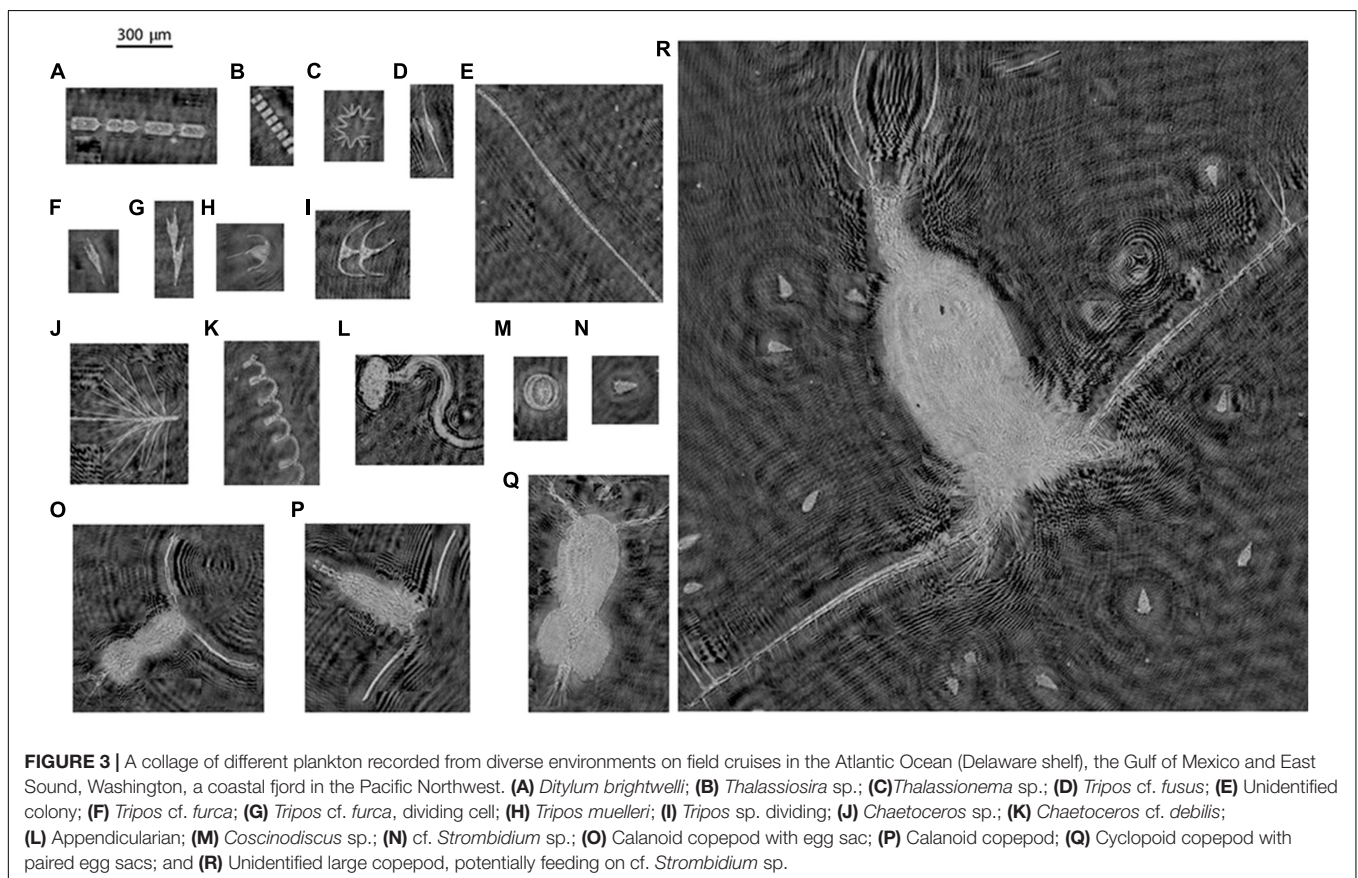 300 µm
R
A B C D E
F G H I
J K L M N
Q
O P
FIGURE 3 | A collage of different plankton recorded from diverse environments on field cruises in the Atlantic Ocean (Delaware shelf), the Gulf of Mexico and East
Sound, Washington, a coastal fjord in the Pacific Northwest. (A) Ditylum brightwelli; (B) Thalassiosira sp.; (C)Thalassionema sp.; (D) Tripos cf. fusus; (E) Unidentified
colony; (F) Tripos cf. furca; (G) Tripos cf. furca, dividing cell; (H) Tripos muelleri; (I) Tripos sp. dividing; (J) Chaetoceros sp.; (K) Chaetoceros cf. debilis;
(L) Appendicularian; (M) Coscinodiscus sp.; (N) cf. Strombidium sp.; (O) Calanoid copepod with egg sac; (P) Calanoid copepod; (Q) Cyclopoid copepod with
paired egg sacs; and (R) Unidentified large copepod, potentially feeding on cf. Strombidium sp.